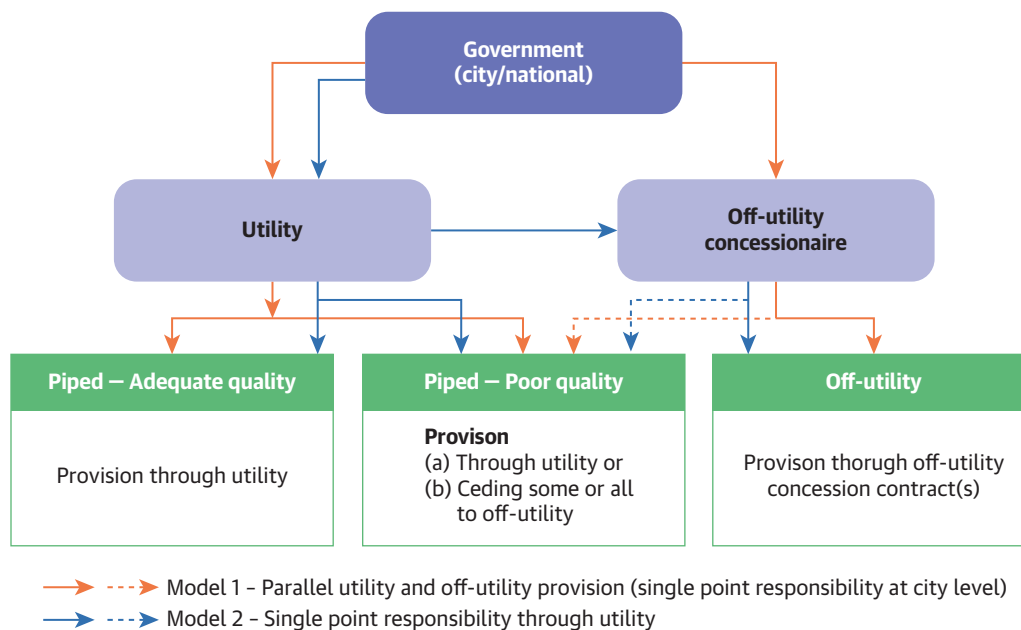 Government
(city/national)
Utility
Off-utility
concessionaire
Piped – Adequate quality
Provision through utility
Piped – Poor quality
Provison
(a) Through utility or
(b) Ceding some or all
to off-utility
Off-utility
Provison thorugh off-utility
concession contract(s)
Model 1 – Parallel utility and off-utility provision (single point responsibility at city level)
Model 2 – Single point responsibility through utility